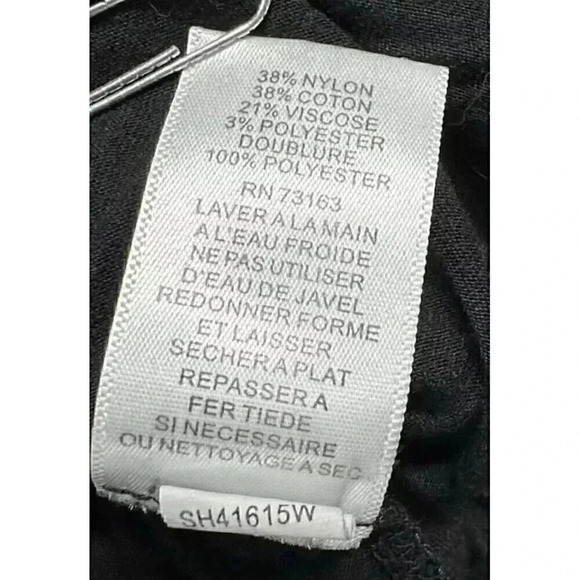 38% NYLON
38% COTON
21% VISCOSE
3% POLYESTER
DOUBLURE
100% POLYESTER
RN 73163
LAVER A LA MAIN
A L'EAU FROIDE
NE PAS UTILISER
D'EAU DE JAVEL
REDONNER FORME
ET LAISSER
SECHER A PLAT
REPASSER A
FER TIEDE
SI NECESSAIRE
OU NETTOYAGE A SEC
SH41615W